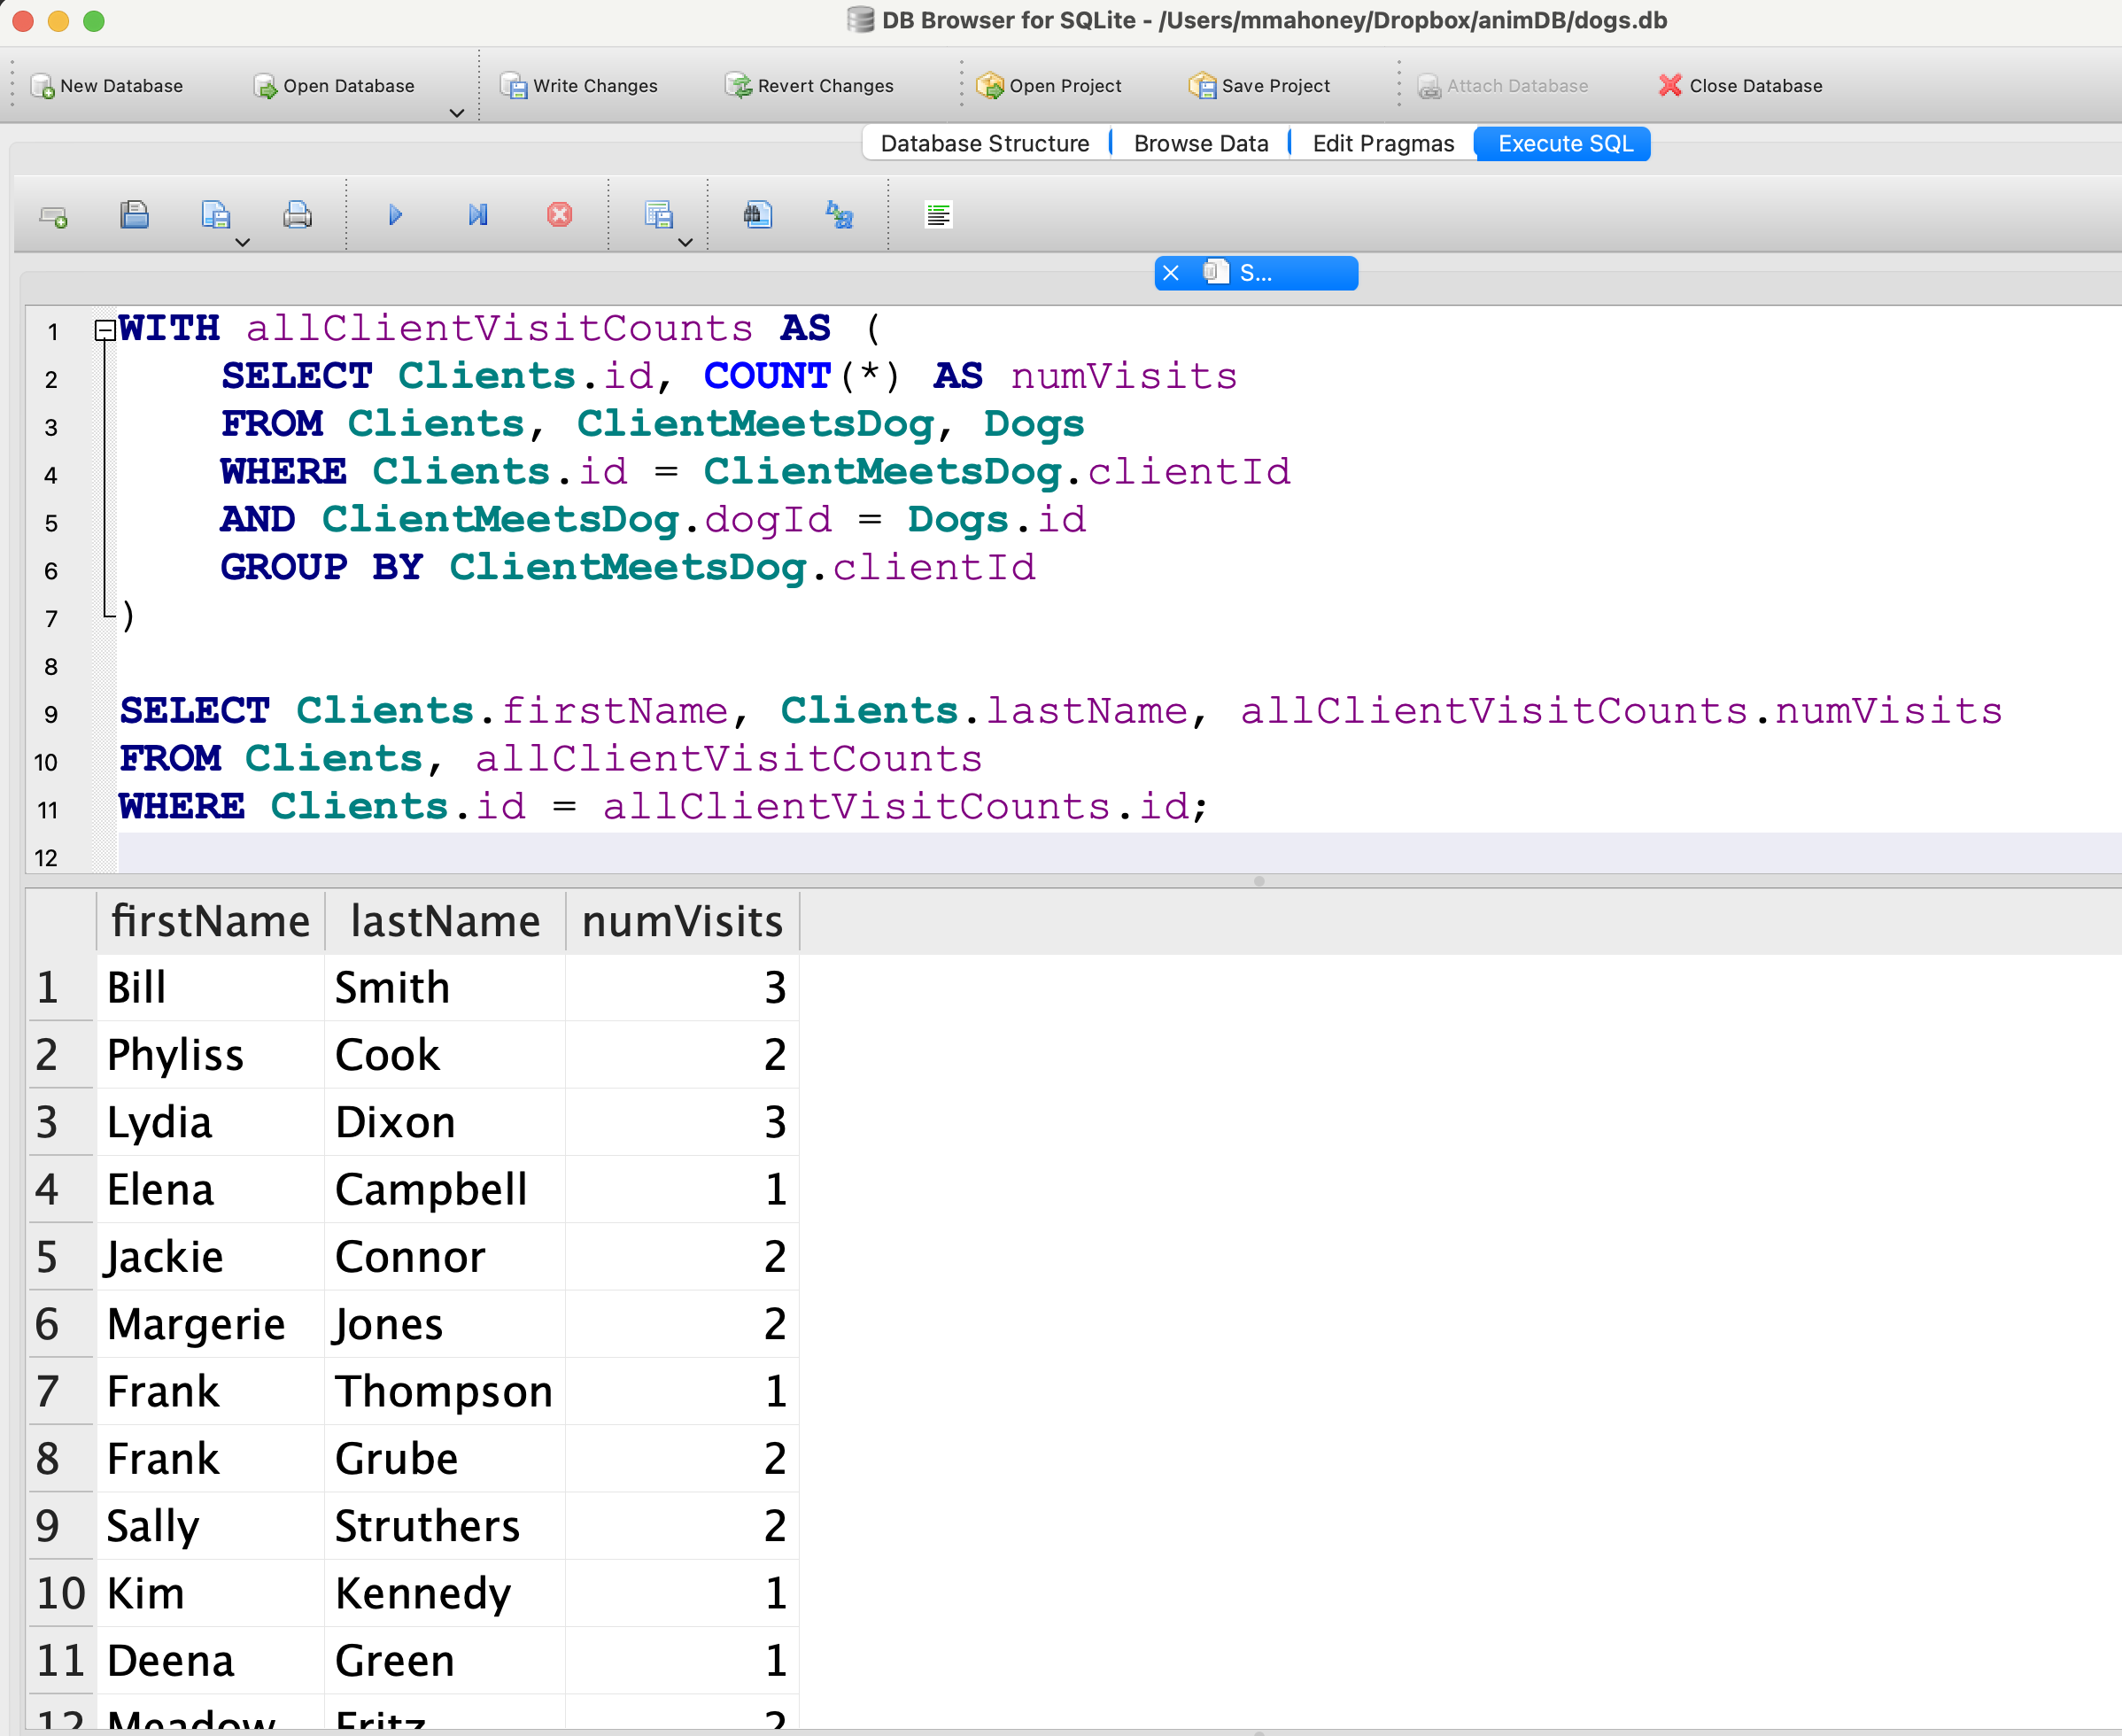 DB Browser for SQLite - /Users/mmahoney/Dropbox/animDB/dogs.db
New Database Open Database Write Changes Revert Changes Open Project Save Project Attach Database Close Database
Database Structure Browse Data Edit Pragmas Execute SQL
S...
1 WITH allClientVisitCounts AS (
2 SELECT Clients.id, COUNT(*) AS numVisits
3 FROM Clients, ClientMeetsDog, Dogs
4 WHERE Clients.id = ClientMeetsDog.clientId
5 AND ClientMeetsDog.dogId = Dogs.id
6 GROUP BY ClientMeetsDog.clientId
7 )
8
9 SELECT Clients.firstName, Clients.lastName, allClientVisitCounts.numVisits
10 FROM Clients, allClientVisitCounts
11 WHERE Clients.id = allClientVisitCounts.id;
12
firstName lastName numVisits
1 Bill Smith 3
2 Phyliss Cook 2
3 Lydia Dixon 3
4 Elena Campbell 1
5 Jackie Connor 2
6 Margerie Jones 2
7 Frank Thompson 1
8 Frank Grube 2
9 Sally Struthers 2
10 Kim Kennedy 1
11 Deena Green 1
12 Meadow Fritz 2